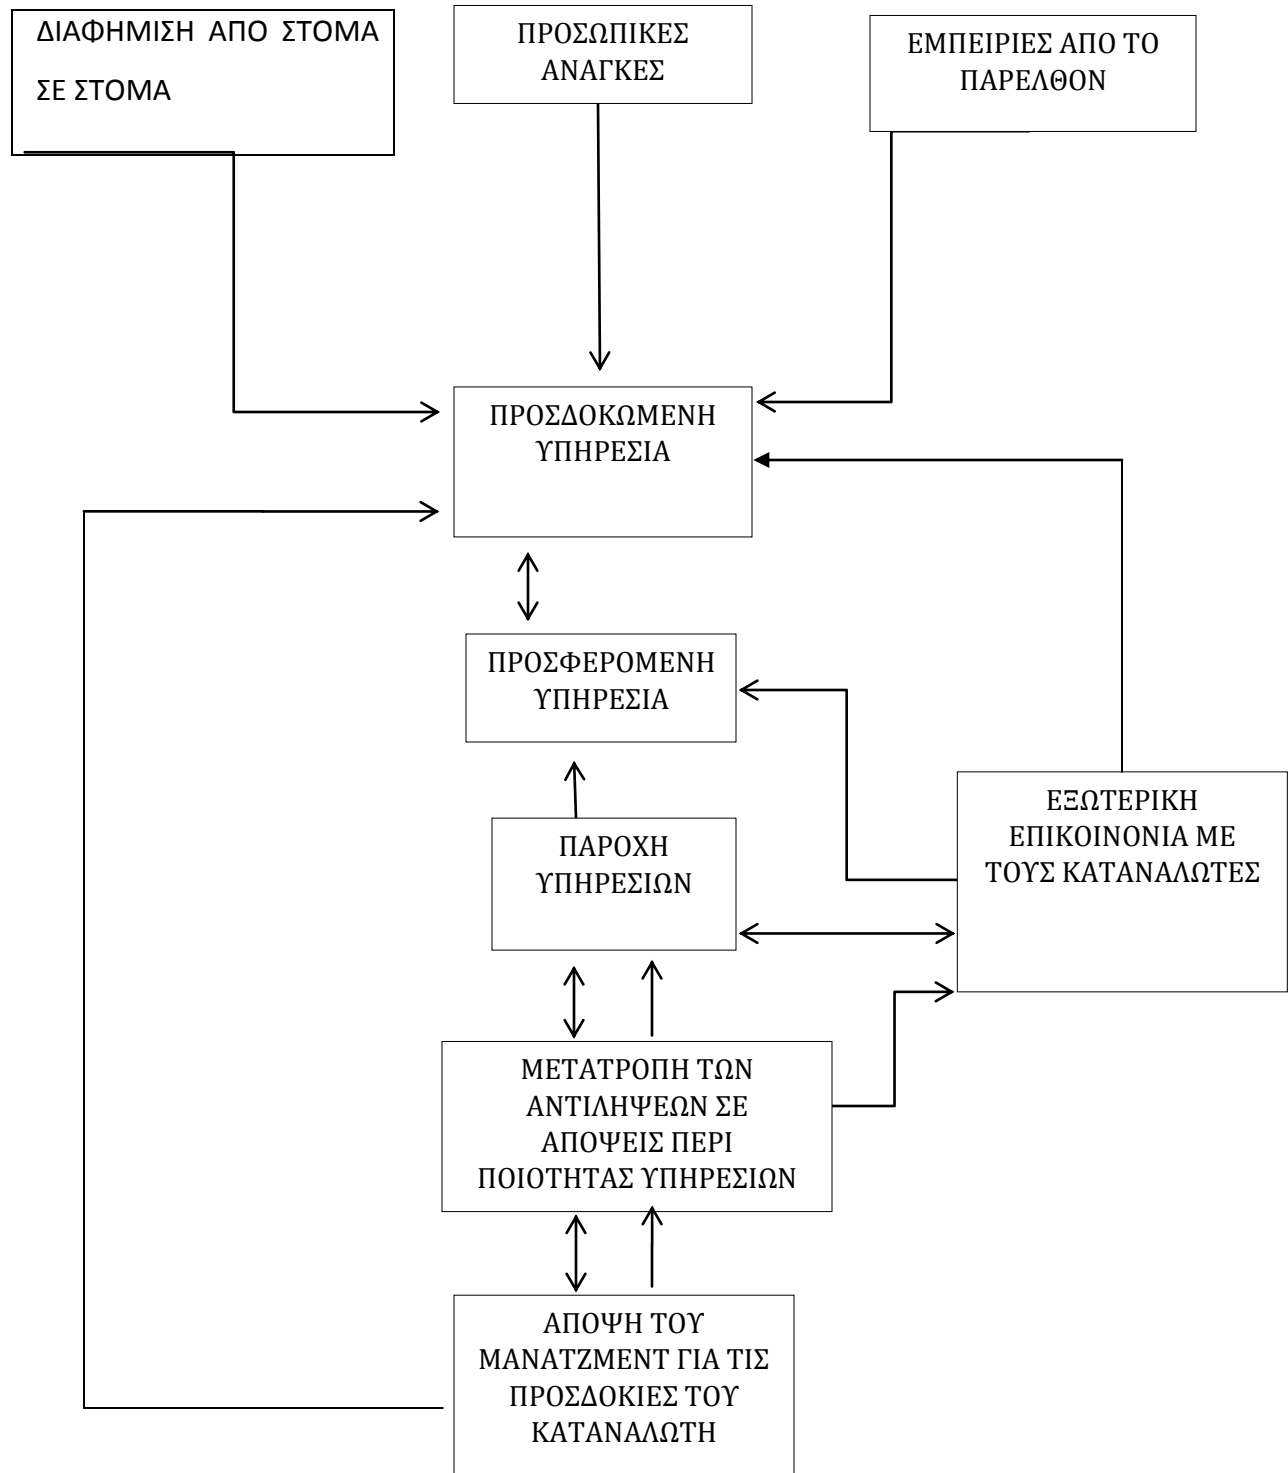 ΔΙΑΦΗΜΙΣΗ ΑΠΟ ΣΤΟΜΑ
ΣΕ ΣΤΟΜΑ
ΠΡΟΣΩΠΙΚΕΣ
ΑΝΑΓΚΕΣ
ΕΜΠΕΙΡΙΕΣ ΑΠΟ ΤΟ
ΠΑΡΕΛΘΟΝ
ΠΡΟΣΔΟΚΩΜΕΝΗ
ΥΠΗΡΕΣΙΑ
ΠΡΟΣΦΕΡΟΜΕΝΗ
ΥΠΗΡΕΣΙΑ
ΠΑΡΟΧΗ
ΥΠΗΡΕΣΙΩΝ
ΕΞΩΤΕΡΙΚΗ
ΕΠΙΚΟΙΝΟΝΙΑ ΜΕ
ΤΟΥΣ ΚΑΤΑΝΑΛΩΤΕΣ
ΜΕΤΑΤΡΟΠΗ ΤΩΝ
ΑΝΤΙΛΗΨΕΩΝ ΣΕ
ΑΠΟΨΕΙΣ ΠΕΡΙ
ΠΟΙΟΤΗΤΑΣ ΥΠΗΡΕΣΙΩΝ
ΑΠΟΨΗ ΤΟΥ
ΜΑΝΑΤΖΜΕΝΤ ΓΙΑ ΤΙΣ
ΠΡΟΣΔΟΚΙΕΣ ΤΟΥ
ΚΑΤΑΝΑΛΩΤΗ